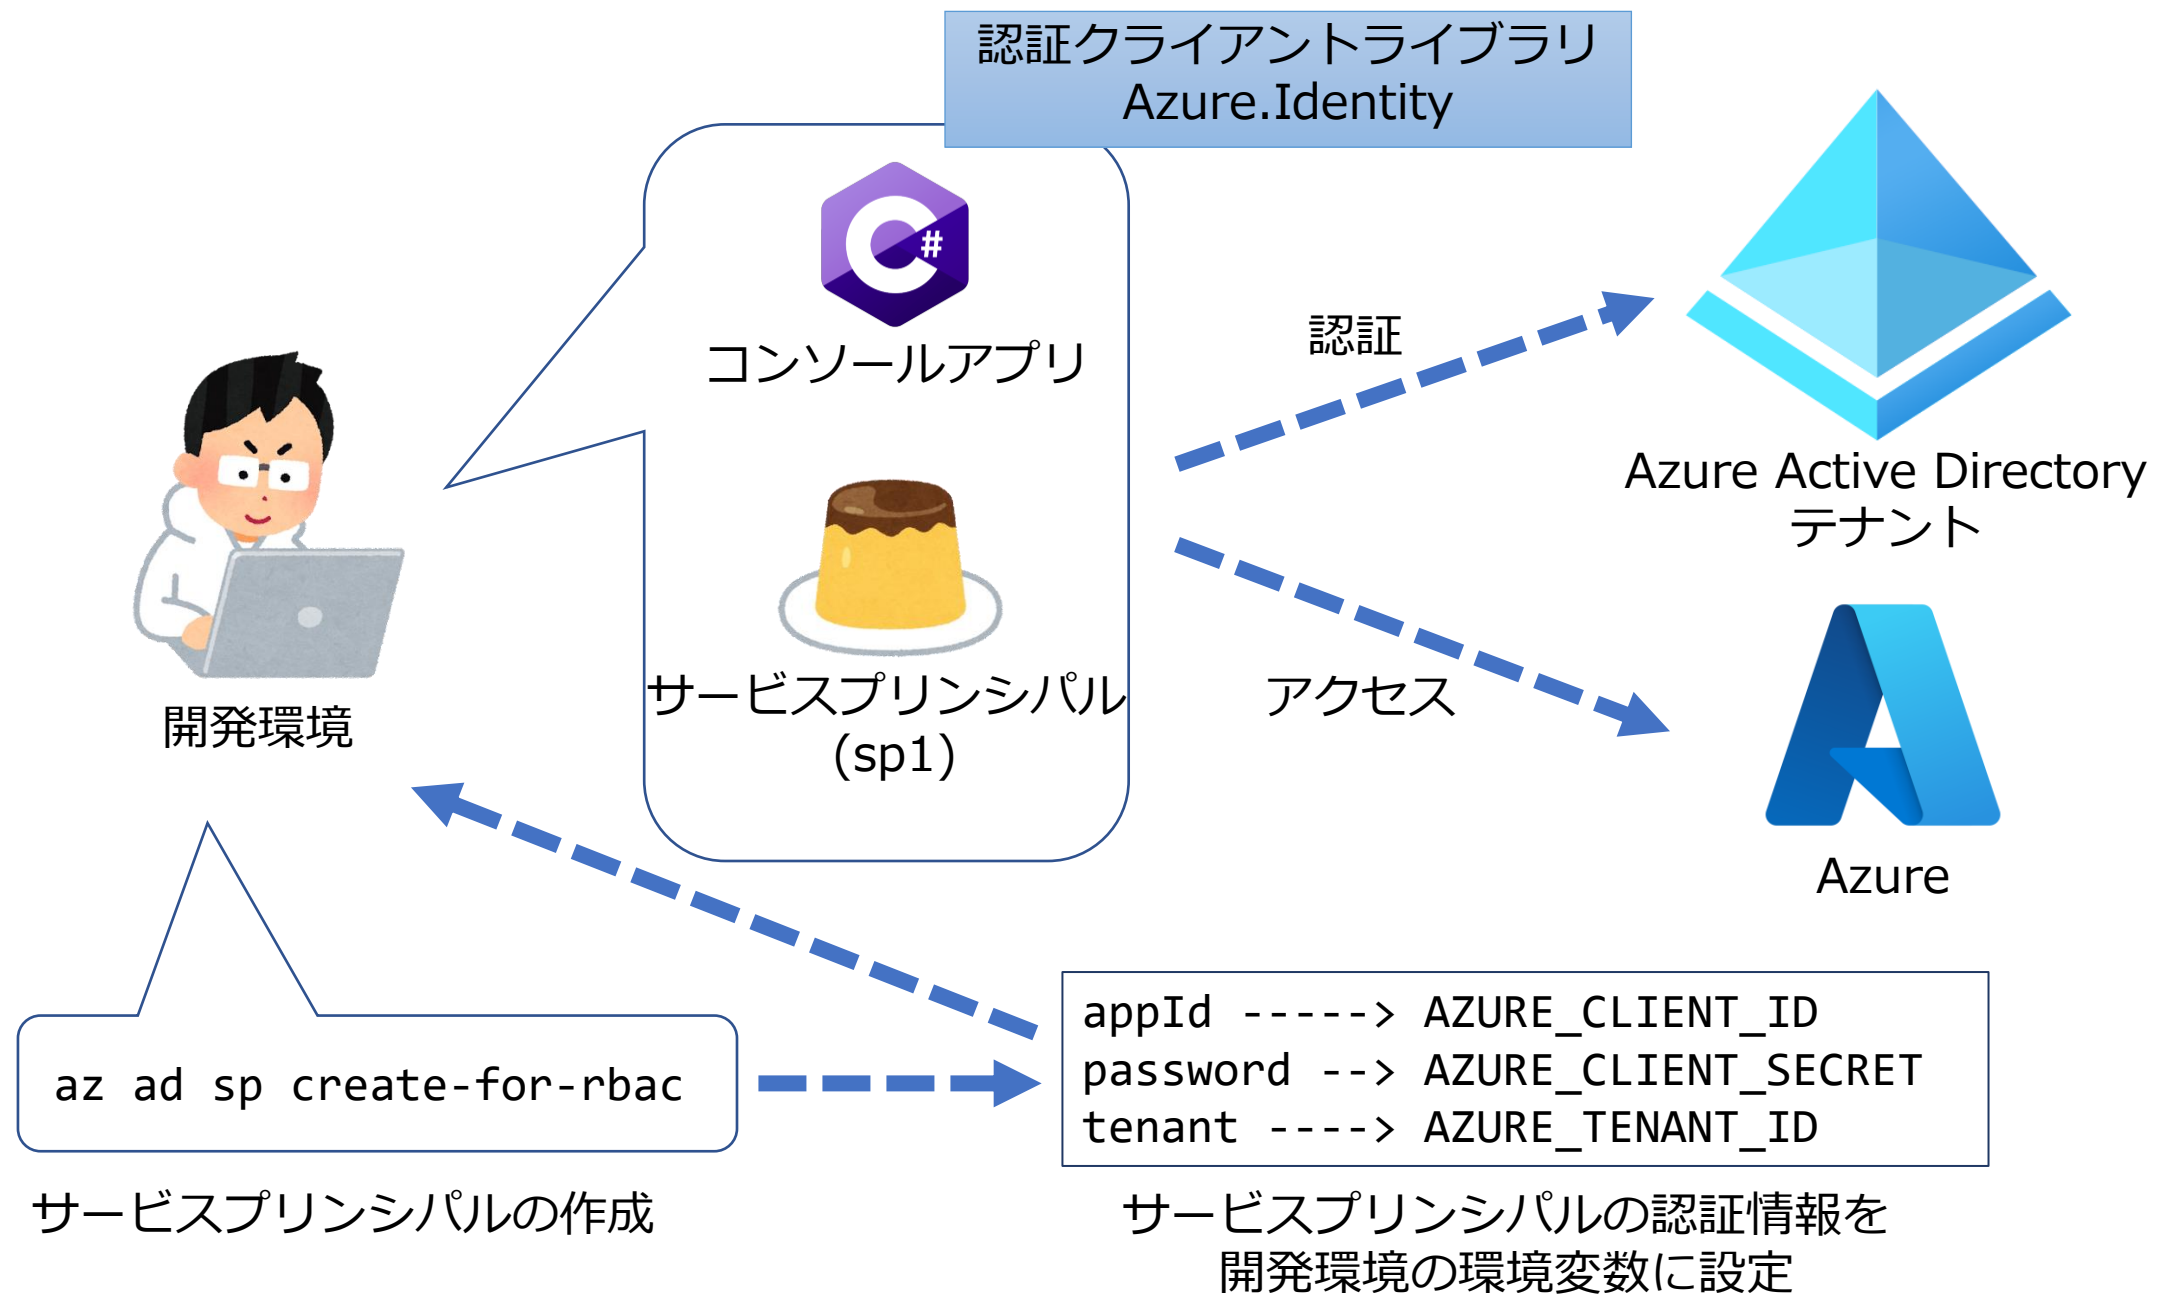 認証クライアントライブラリ
Azure.Identity
C#
コンソールアプリ
認証
Azure Active Directory
テナント
サービスプリンシパル
(sp1)
アクセス
開発環境
Azure
az ad sp create-for-rbac
appId -----> AZURE_CLIENT_ID
password --> AZURE_CLIENT_SECRET
tenant ----> AZURE_TENANT_ID
サービスプリンシパルの作成
サービスプリンシパルの認証情報を
開発環境の環境変数に設定